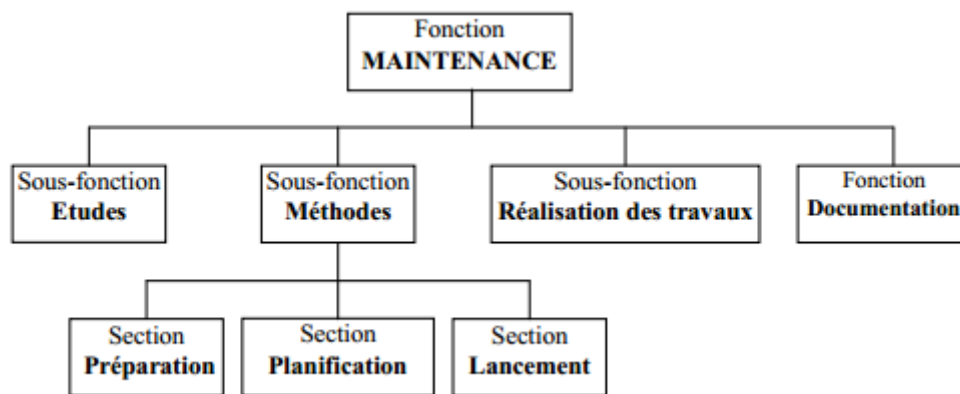 Fonction
MAINTENANCE
Sous-fonction
Etudes
Sous-fonction
Méthodes
Sous-fonction
Réalisation des travaux
Fonction
Documentation
Section
Préparation
Section
Planification
Section
Lancement